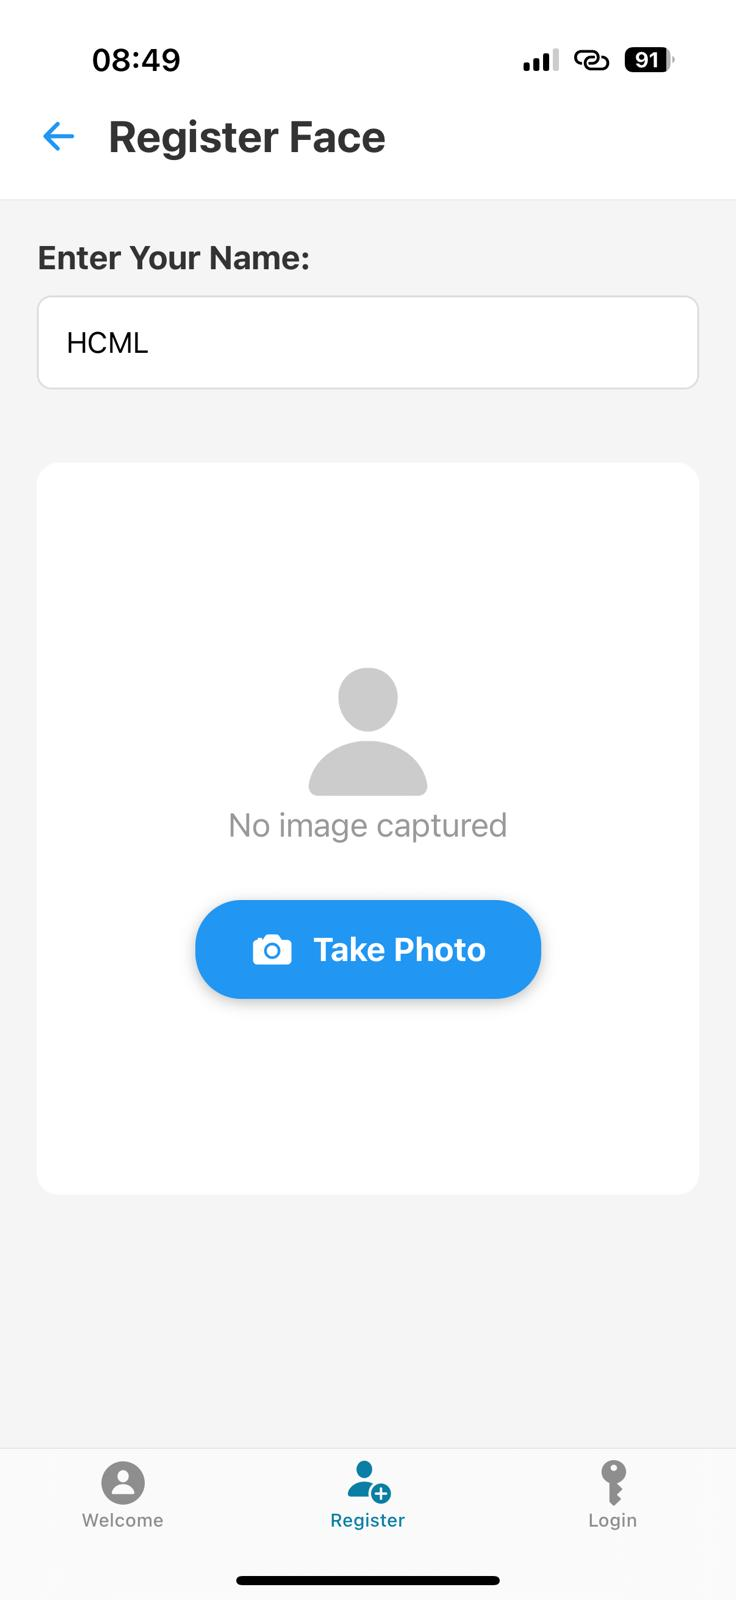 08:49
91
Register Face
Enter Your Name:
HCML
No image captured
Take Photo
Welcome
Register
Login